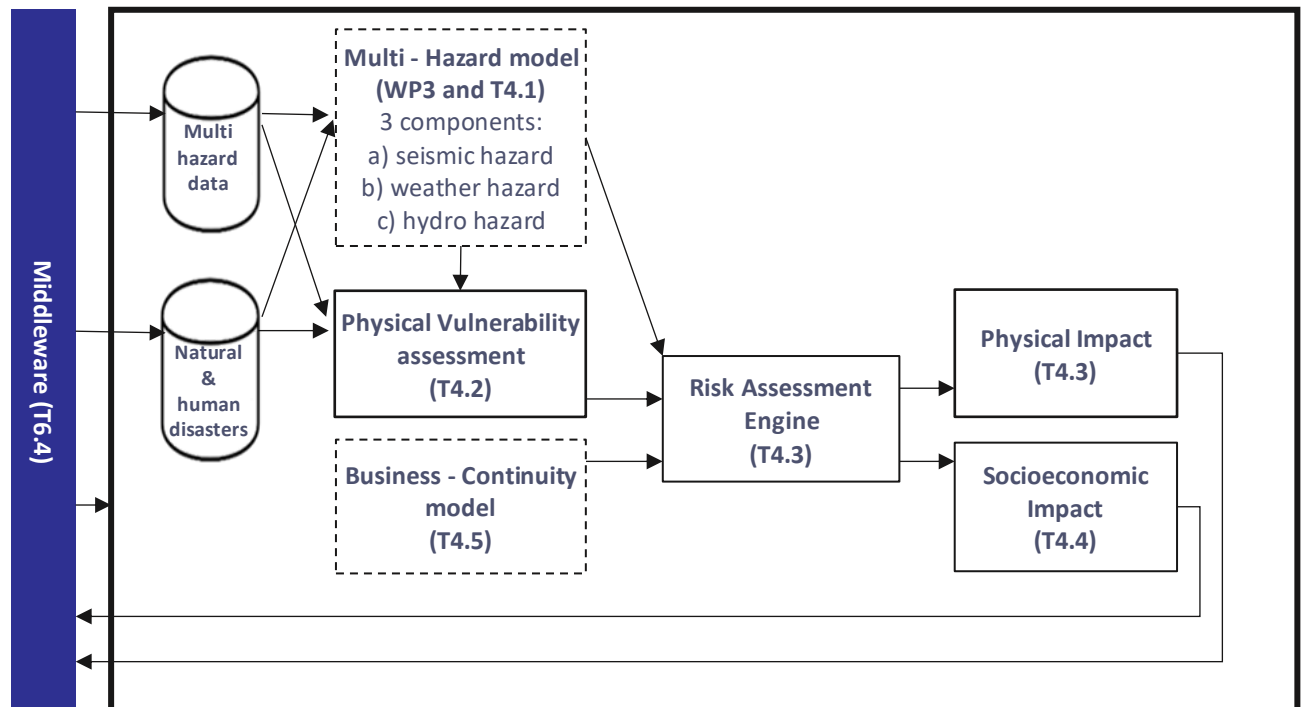 Middleware (T6.4)
Multi
hazard
data
Natural
&
human
disasters
Multi - Hazard model
(WP3 and T4.1)
3 components:
a) seismic hazard
b) weather hazard
c) hydro hazard
Physical Vulnerability
assessment
(T4.2)
Business - Continuity
model
(T4.5)
Risk Assessment
Engine
(T4.3)
Physical Impact
(T4.3)
Socioeconomic
Impact
(T4.4)